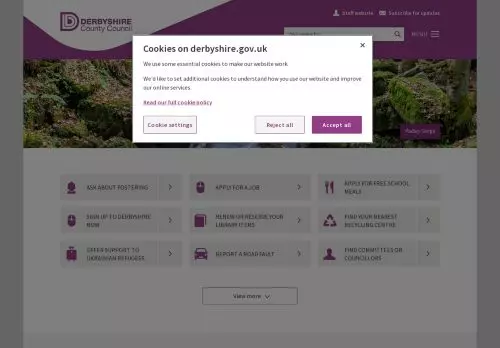 DERBYSHIRE
County Council
Staff website
Subscribe for updates
MENU
Cookies on derbyshire.gov.uk
We use some essential cookies to make our website work.
We'd like to set additional cookies to understand how you use our website and improve
our online services.
Read our full cookie policy
Cookie settings
Reject all
Accept all
Padley Gorge
ASK ABOUT FOSTERING
APPLY FOR A JOB
APPLY FOR FREE SCHOOL
MEALS
SIGN UP TO DERBYSHIRE
NOW
RENEW OR RESERVE YOUR
LIBRARY ITEMS
FIND YOUR NEAREST
RECYCLING CENTRE
OFFER SUPPORT TO
UKRAINIAN REFUGEES
REPORT A ROAD FAULT
FIND COMMITTEES OR
COUNCILLORS
View more